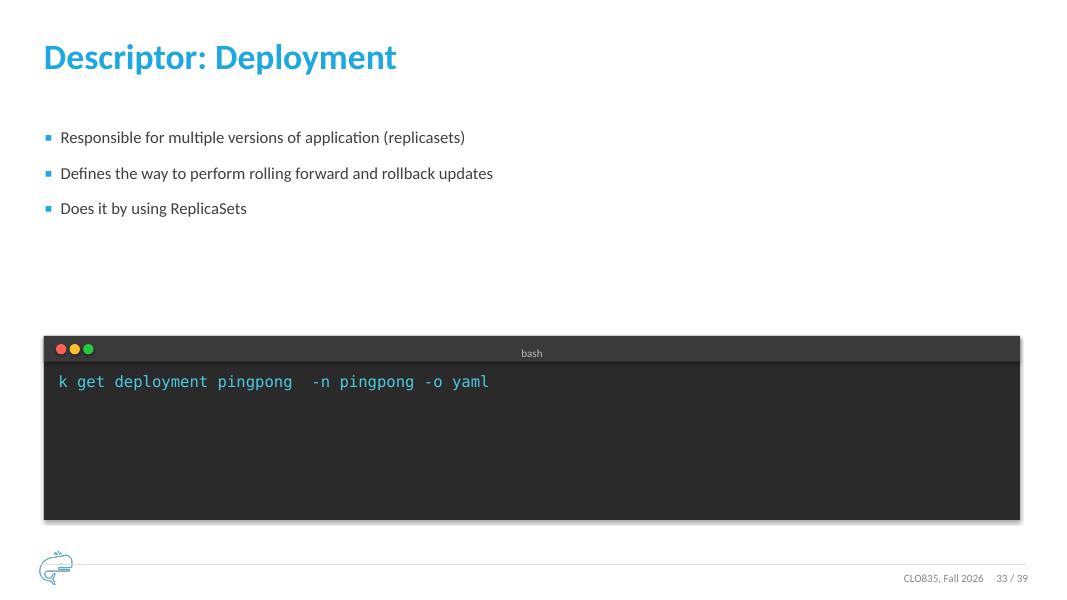 Descriptor: Deployment
Responsible for multiple versions of application (replicasets)
Defines the way to perform rolling forward and rollback updates
Does it by using ReplicaSets
bash
k get deployment pingpong  -n pingpong -o yaml
CLO835, Fall 2026 33 / 39